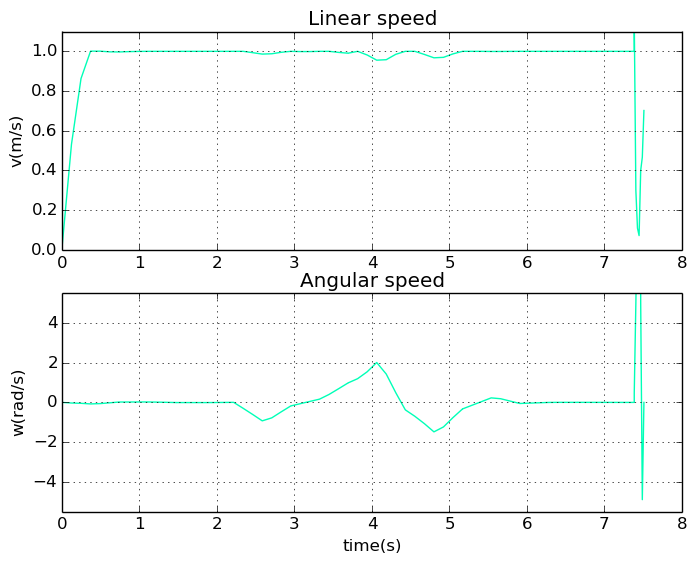 Linear speed
1.0
0.8
0.6
0.4
0.2
0.0
v(m/s)
0 1 2 3 4 5 6 7 8
Angular speed
4
2
0
−2
−4
w(rad/s)
0 1 2 3 4 5 6 7 8
time(s)